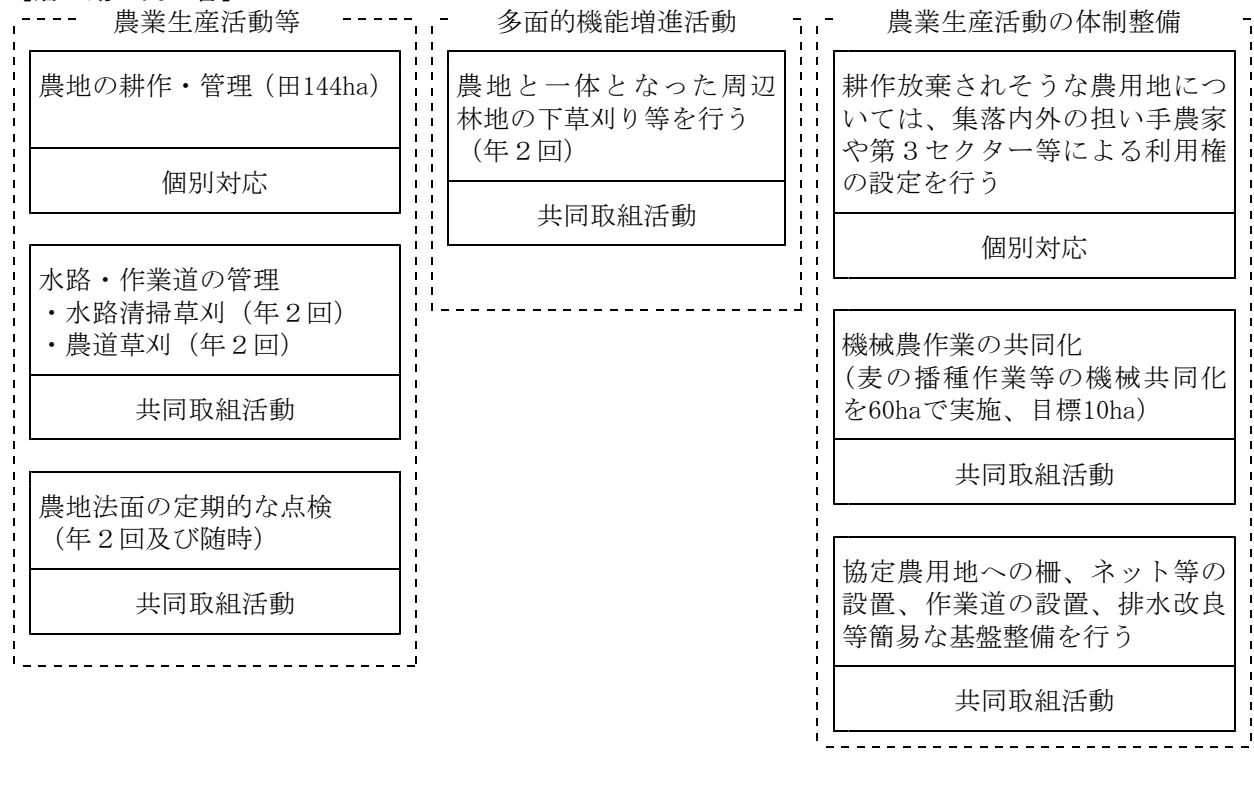 農業生産活動等
農地の耕作・管理（田144ha）
個別対応
水路・作業道の管理
・水路清掃草刈（年２回）
・農道草刈（年２回）
共同取組活動
農地法面の定期的な点検
（年２回及び随時）
共同取組活動
多面的機能増進活動
農地と一体となった周辺
林地の下草刈り等を行う
（年２回）
共同取組活動
農業生産活動の体制整備
耕作放棄されそうな農用地につ
いては、集落内外の担い手農家
や第３セクター等による利用権
の設定を行う
個別対応
機械農作業の共同化
（麦の播種作業等の機械共同化
を60haで実施、目標10ha）
共同取組活動
協定農用地への柵、ネット等の
設置、作業道の設置、排水改良
等簡易な基盤整備を行う
共同取組活動